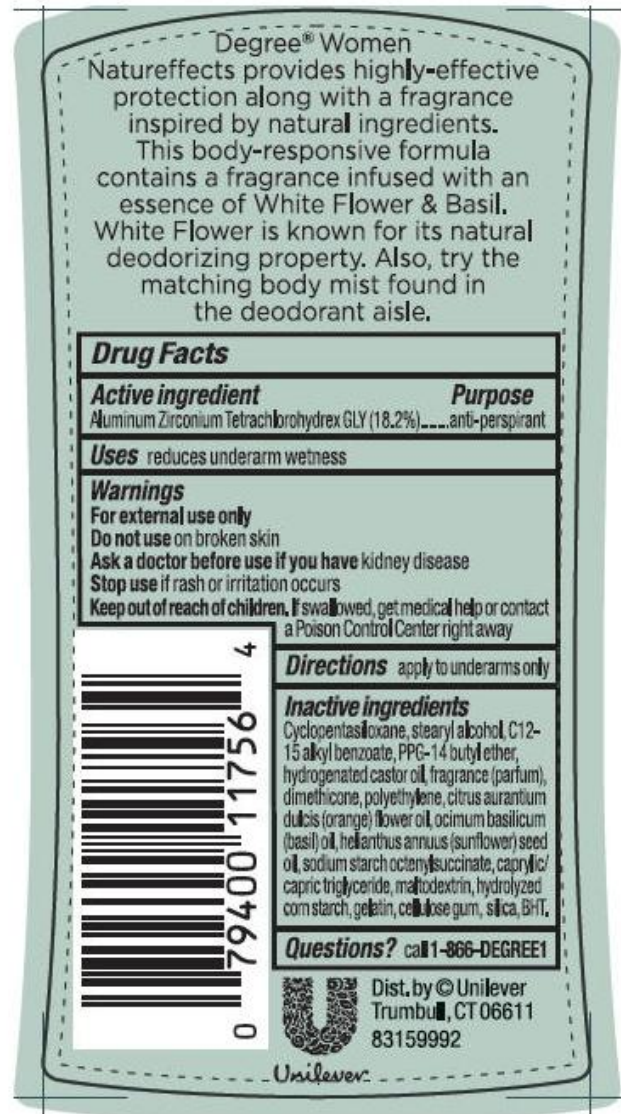 Degree® Women
Natureffects provides highly-effective
protection along with a fragrance
inspired by natural ingredients.
This body-responsive formula
contains a fragrance infused with an
essence of White Flower & Basil.
White Flower is known for its natural
deodorizing property. Also, try the
matching body mist found in
the deodorant aisle.
Drug Facts
Active ingredient Purpose
Aluminum Zirconium Tetrachlorohydrex GLY (18.2%).....anti-perspirant
Uses reduces underarm wetness
Warnings
For external use only
Do not use on broken skin
Ask a doctor before use if you have kidney disease
Stop use if rash or irritation occurs
Keep out of reach of children. If swallowed, get medical help or contact
a Poison Control Center right away
Directions apply to underarms only
Inactive ingredients
Cyclopentasiloxane, stearyl alcohol, C12-
15 alkyl benzoate, PPG-14 butyl ether,
hydrogenated castor oil, fragrance (parfum),
dimethicone, polyethylene, citrus aurantium
dulcis (orange) flower oil, ocimum basilicum
(basil) oil, helianthus annuus (sunflower) seed
oil, sodium starch octenylsuccinate, caprylic/
capric triglyceride, maltodextrin, hydrolyzed
corn starch, gelatin, cellulose gum, silica, BHT.
Questions? call 1-866-DEGREE1
0 79400 11756 4
Dist. by © Unilever
Trumbull, CT 06611
83159992
Unilever